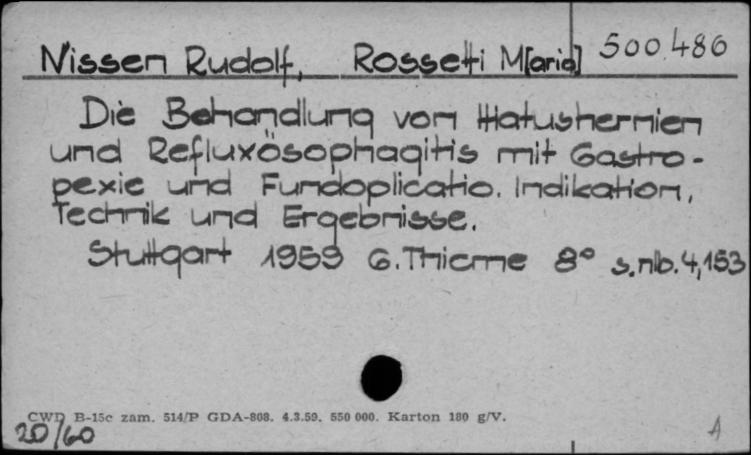 Nissen Rudolf, Rossetti M[ario] 500.486
Die Behandlung von Hiatushernien
und Refluxösophagitis mit Gastro-
pexie und Fundoplicatio. Indikation,
Technik und Ergebnisse.
Stuttgart 1959 G. Thieme 8° s.nlb. 4,153
CWD B-15c zam. 514/P GDA-808. 4.3.59. 550 000. Karton 180 g/V.
20/60 A